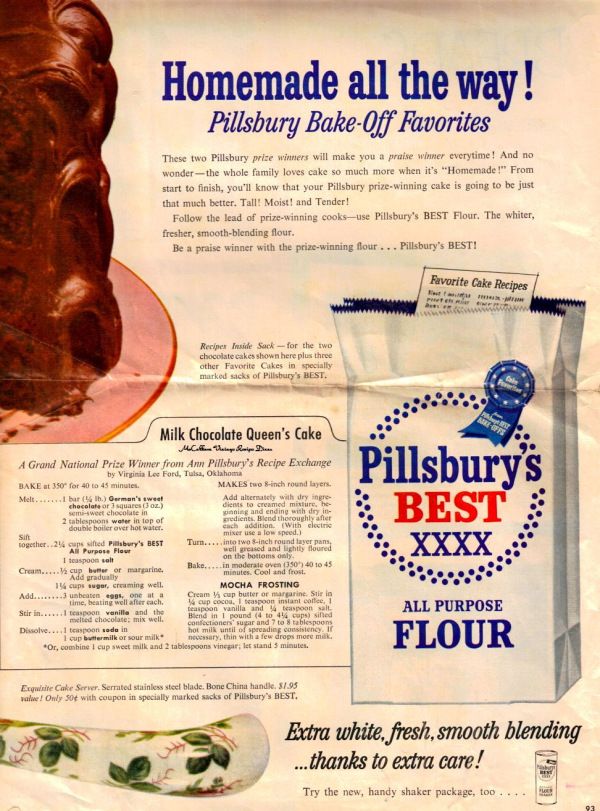 Homemade all the way!
Pillsbury Bake-Off Favorites
These two Pillsbury prize winners will make you a praise winner everytime! And no
wonder—the whole family loves cake so much more when it's "Homemade!" From
start to finish, you'll know that your Pillsbury prize-winning cake is going to be just
that much better. Tall! Moist! and Tender!
Follow the lead of prize-winning cooks—use Pillsbury's BEST Flour. The whiter,
fresher, smooth-blending flour.
Be a praise winner with the prize-winning flour . . . Pillsbury's BEST!
Favorite Cake Recipes
Recipes Inside Sack—for the two
chocolate cakes shown here plus three
other Favorite Cakes in specially
marked sacks of Pillsbury's BEST.
Milk Chocolate Queen's Cake
A Grand National Prize Winner from Ann Pillsbury's Recipe Exchange
by Virginia Lee Ford, Tulsa, Oklahoma
BAKE at 350° for 40 to 45 minutes.
Melt.......1 bar (¼ lb.) German's sweet
chocolate or 3 squares (3 oz.)
semi-sweet chocolate in
2 tablespoons water in top of
double boiler over hot water.
Sift
together..2¼ cups sifted Pillsbury's BEST
All Purpose Flour
1 teaspoon salt
Cream.....½ cup butter or margarine.
Add gradually
1¼ cups sugar, creaming well.
Add........3 unbeaten eggs, one at a
time, beating well after each.
Stir in.....1 teaspoon vanilla and the
melted chocolate; mix well.
Dissolve....1 teaspoon soda in
1 cup buttermilk or sour milk*
MAKES two 8-inch round layers.
Add alternately with dry ingre-
dients to creamed mixture, be-
ginning and ending with dry in-
gredients. Blend thoroughly after
each addition. (With electric
mixer use a low speed.)
Turn.....into two 8-inch round layer pans,
well greased and lightly floured
on the bottoms only.
Bake.....in moderate oven (350°) 40 to 45
minutes. Cool and frost.
MOCHA FROSTING
Cream ⅓ cup butter or margarine. Stir in
¼ cup cocoa, 1 teaspoon instant coffee, 1
teaspoon vanilla and ¼ teaspoon salt.
Blend in 1 pound (4 to 4½ cups) sifted
confectioners' sugar and 7 to 8 tablespoons
hot milk until of spreading consistency. If
necessary, thin with a few drops more milk.
*Or, combine 1 cup sweet milk and 2 tablespoons vinegar; let stand 5 minutes.
Cake
Favorites
from
Pillsbury's BEST
BAKE-OFFS
Pillsbury's
BEST
XXXX
ALL PURPOSE
FLOUR
Exquisite Cake Server. Serrated stainless steel blade. Bone China handle. $1.95
value! Only 50¢ with coupon in specially marked sacks of Pillsbury's BEST.
Extra white, fresh, smooth blending
...thanks to extra care!
Try the new, handy shaker package, too . . . .
Pillsbury's
BEST
FLOUR
93